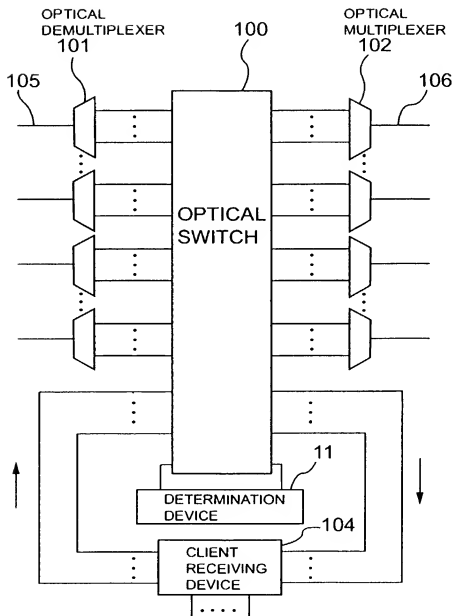 OPTICAL
DEMULTIPLEXER
101
100
OPTICAL
MULTIPLEXER
102
105
106
OPTICAL
SWITCH
11
DETERMINATION
DEVICE
104
CLIENT
RECEIVING
DEVICE